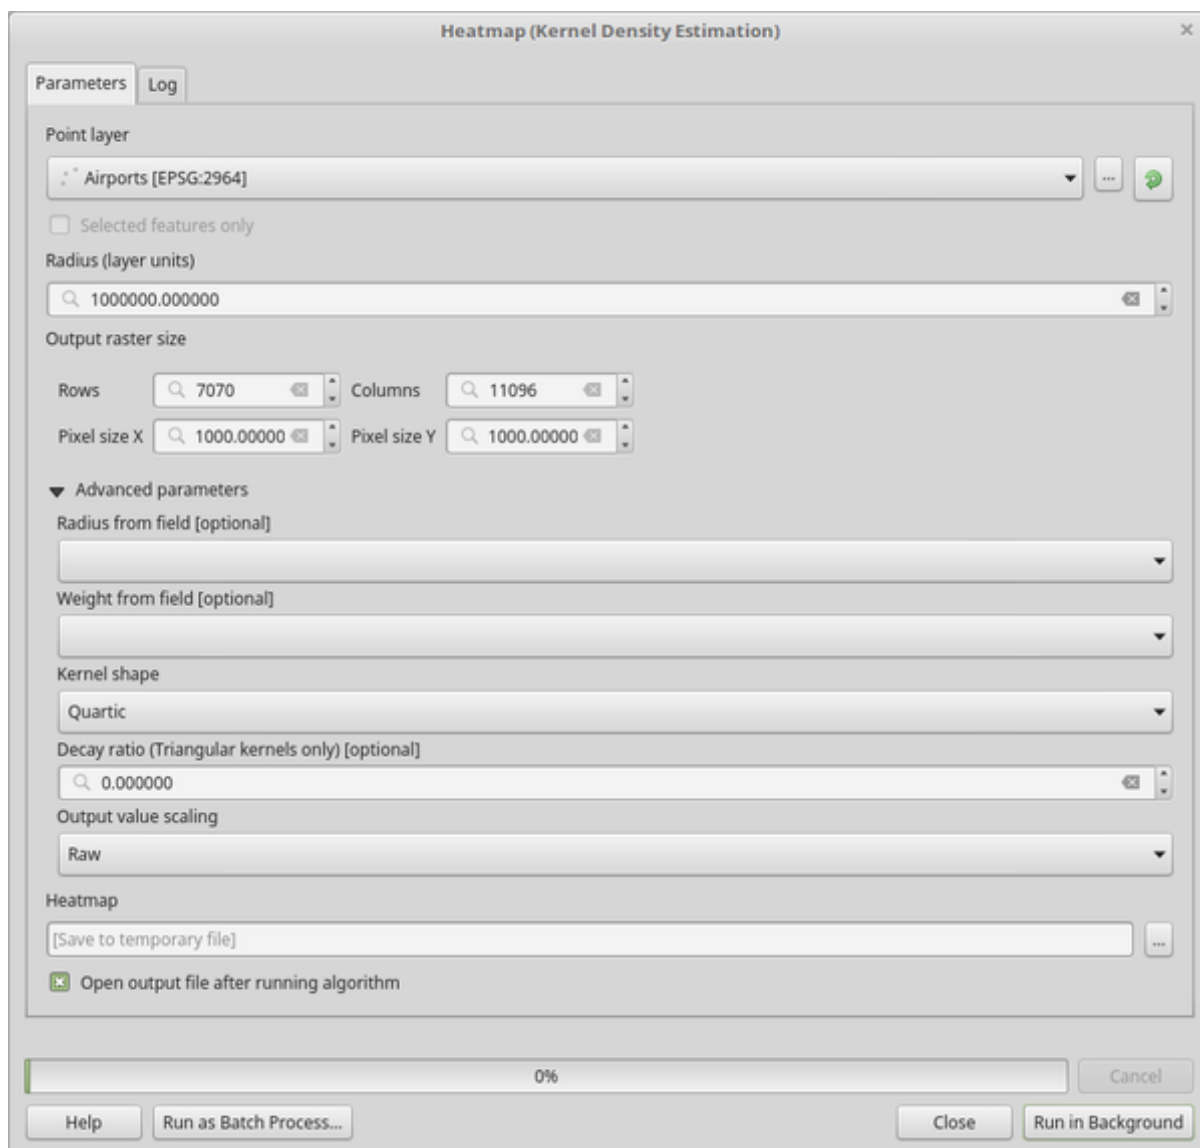 Heatmap (Kernel Density Estimation)
Parameters Log
Point layer
Airports [EPSG:2964]
...
Selected features only
Radius (layer units)
1000000.000000
Output raster size
Rows 7070 Columns 11096
Pixel size X 1000.00000 Pixel size Y 1000.00000
Advanced parameters
Radius from field [optional]
Weight from field [optional]
Kernel shape
Quartic
Decay ratio (Triangular kernels only) [optional]
0.000000
Output value scaling
Raw
Heatmap
[Save to temporary file] ...
Open output file after running algorithm
0% Cancel
Help Run as Batch Process... Close Run in Background